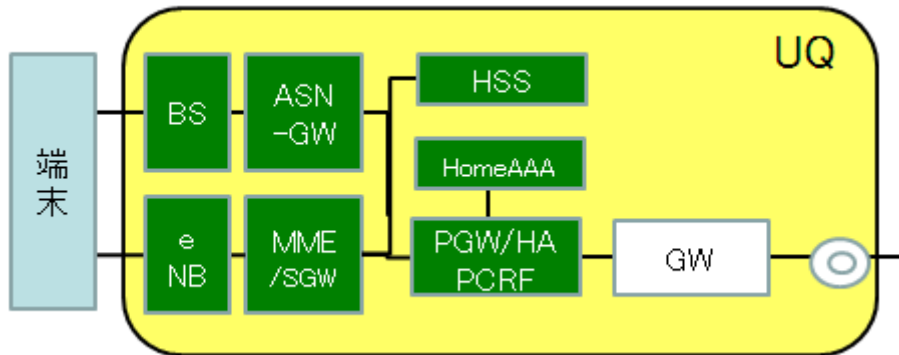 UQ
端
末
BS
ASN
-GW
HSS
HomeAAA
e
NB
MME
/SGW
PGW/HA
PCRF
GW